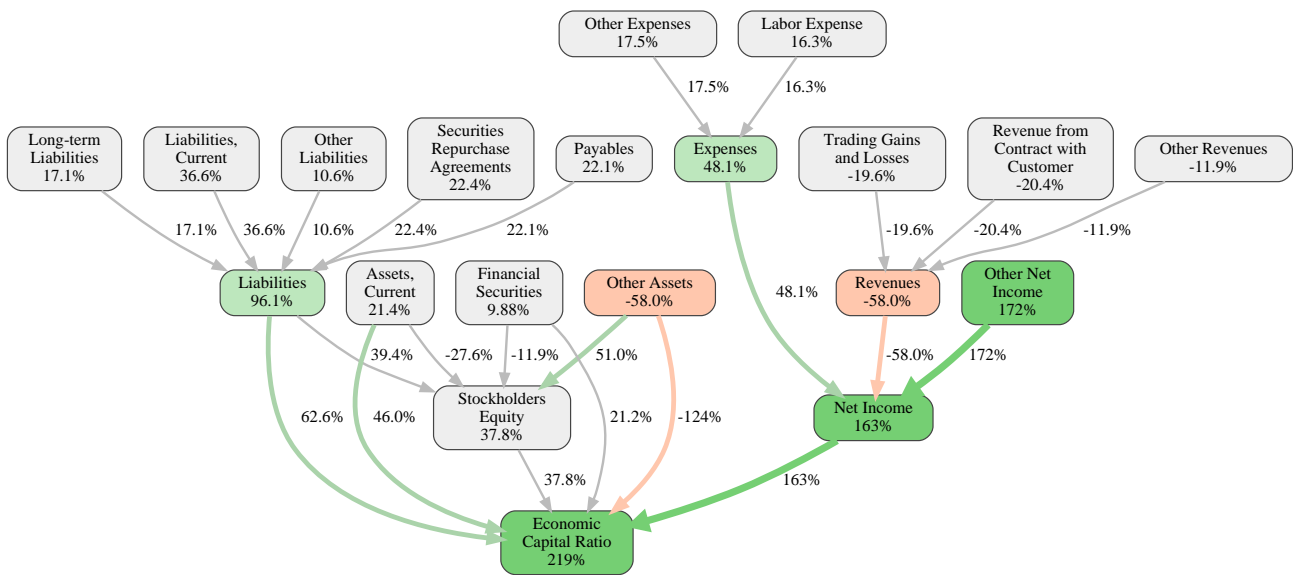 Other Expenses
17.5%
Labor Expense
16.3%
17.5%
16.3%
Long-term
Liabilities
17.1%
Liabilities,
Current
36.6%
Other
Liabilities
10.6%
Securities
Repurchase
Agreements
22.4%
Payables
22.1%
Expenses
48.1%
Trading Gains
and Losses
-19.6%
Revenue from
Contract with
Customer
-20.4%
Other Revenues
-11.9%
17.1%
36.6%
10.6%
22.4%
22.1%
-19.6%
-20.4%
-11.9%
Liabilities
96.1%
Assets,
Current
21.4%
Financial
Securities
9.88%
Other Assets
-58.0%
48.1%
Revenues
-58.0%
Other Net
Income
172%
39.4%
-27.6%
-11.9%
51.0%
-58.0%
172%
62.6%
46.0%
Stockholders
Equity
37.8%
21.2%
-124%
Net Income
163%
37.8%
163%
Economic
Capital Ratio
219%